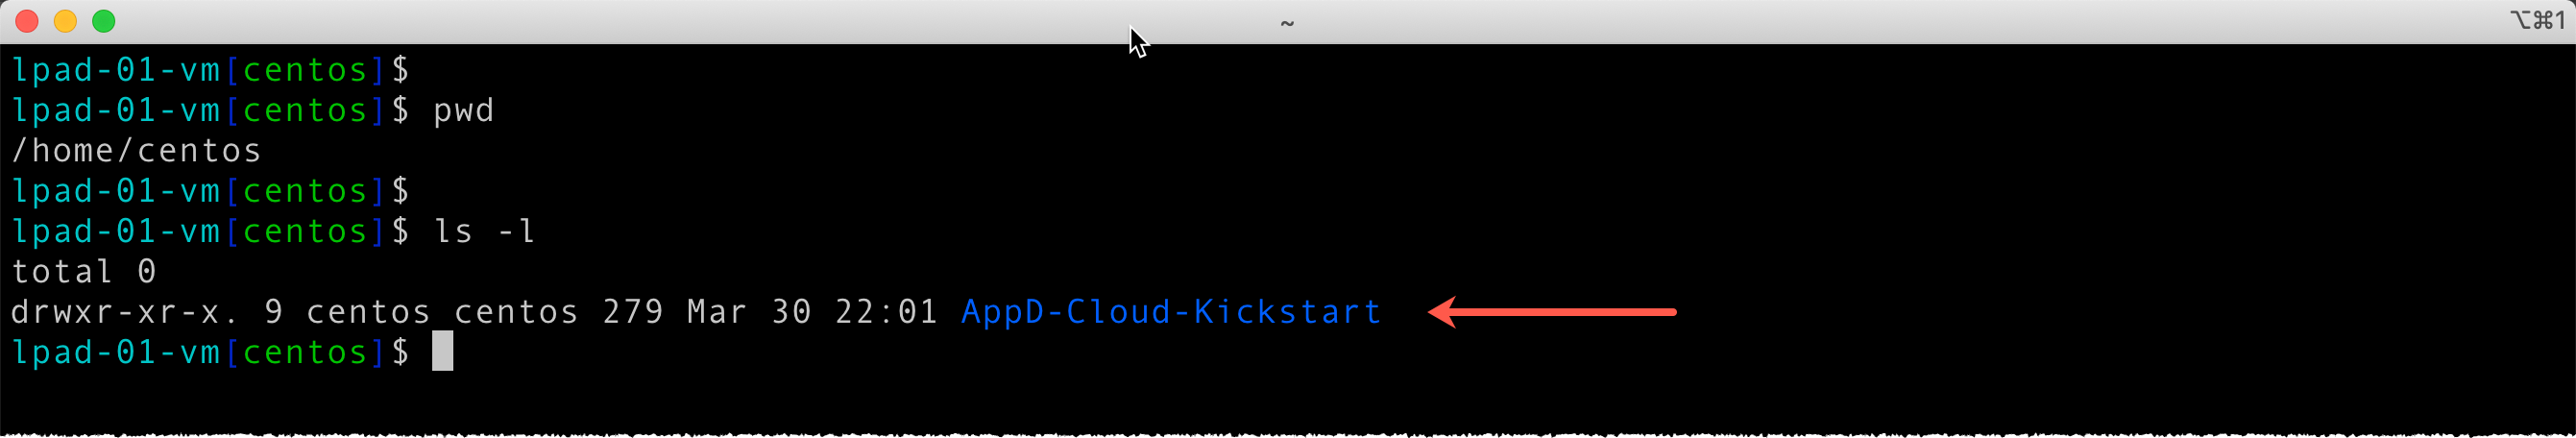 ~ ⌥⌘1
lpad-01-vm[centos]$
lpad-01-vm[centos]$ pwd
/home/centos
lpad-01-vm[centos]$
lpad-01-vm[centos]$ ls -l
total 0
drwxr-xr-x. 9 centos centos 279 Mar 30 22:01 AppD-Cloud-Kickstart
lpad-01-vm[centos]$